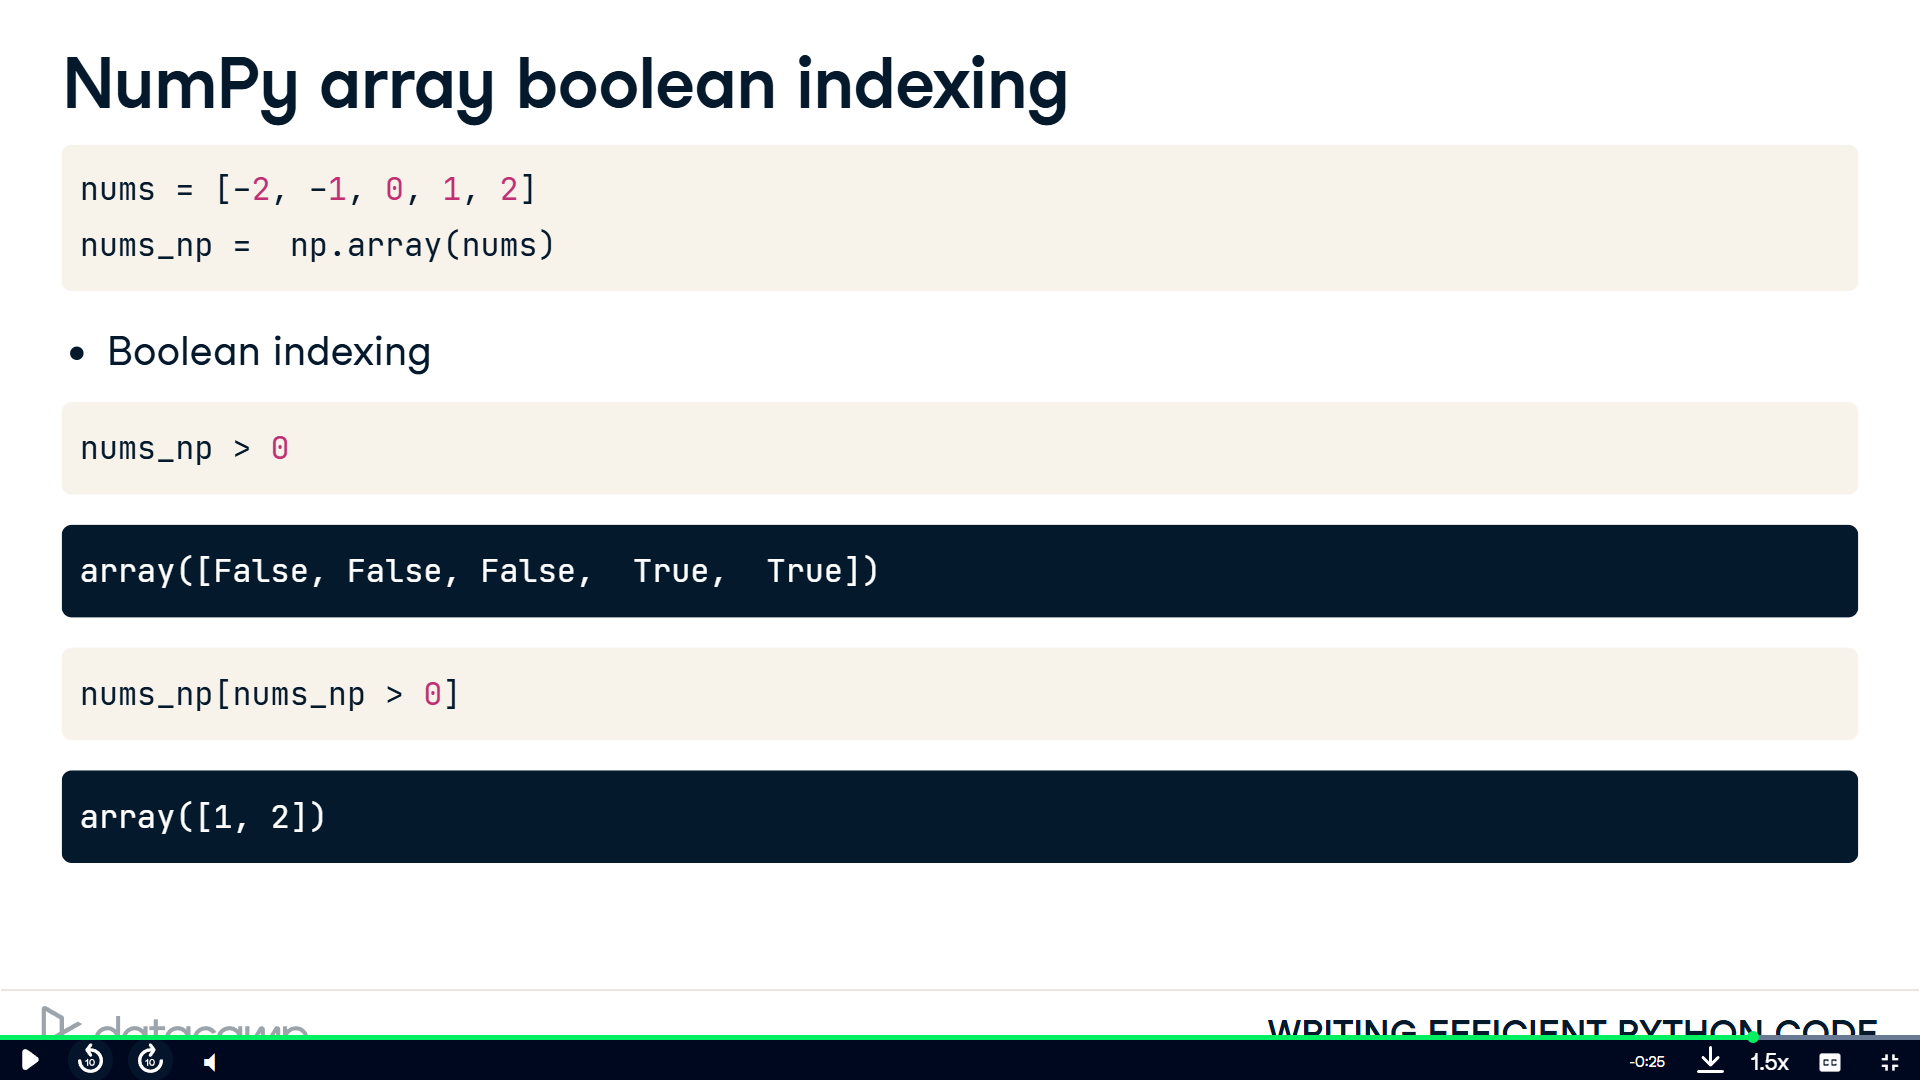 NumPy array boolean indexing
nums = [-2, -1, 0, 1, 2]
nums_np =  np.array(nums)
• Boolean indexing
nums_np > 0
array([False, False, False,  True,  True])
nums_np[nums_np > 0]
array([1, 2])
datacamp
WRITING EFFICIENT PYTHON CODE
10
10
-0:25
1.5x
CC